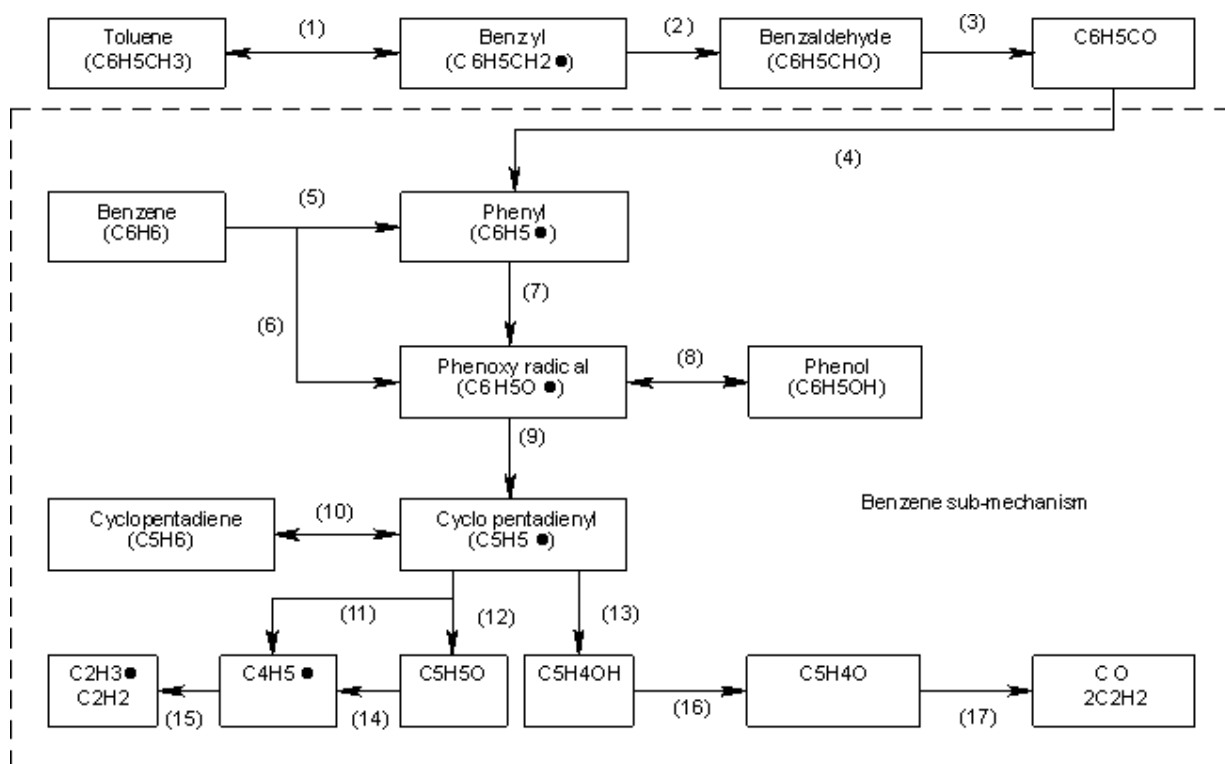 Toluene
(C6H5CH3)
(1)
Benzyl
(C6H5CH2●)
(2)
Benzaldehyde
(C6H5CHO)
(3)
C6H5CO
(4)
Benzene
(C6H6)
(5)
Phenyl
(C6H5●)
(6)
(7)
Phenoxy radical
(C6H5O ●)
(8)
Phenol
(C6H5OH)
(9)
Benzene sub-mechanism
Cyclopentadiene
(C5H6)
(10)
Cyclo pentadienyl
(C5H5 ●)
(11)
(12)
(13)
C2H3●
C2H2
(15)
C4H5 ●
(14)
C5H5O
C5H4OH
(16)
C5H4O
(17)
CO
2C2H2